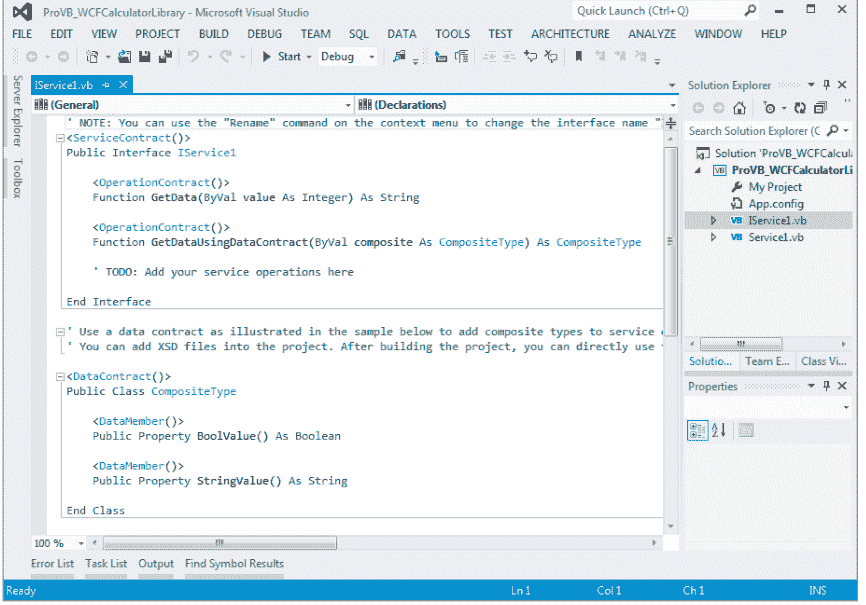 ProVB_WCFCalculatorLibrary - Microsoft Visual Studio
Quick Launch (Ctrl+Q)
FILE EDIT VIEW PROJECT BUILD DEBUG TEAM SQL DATA TOOLS TEST ARCHITECTURE ANALYZE WINDOW HELP
Start Debug
Server Explorer
Toolbox
IService1.vb
(General) (Declarations)
' NOTE: You can use the "Rename" command on the context menu to change the interface name "
<ServiceContract()>
Public Interface IService1
<OperationContract()>
Function GetData(ByVal value As Integer) As String
<OperationContract()>
Function GetDataUsingDataContract(ByVal composite As CompositeType) As CompositeType
' TODO: Add your service operations here
End Interface
' Use a data contract as illustrated in the sample below to add composite types to service
' You can add XSD files into the project. After building the project, you can directly use
<DataContract()>
Public Class CompositeType
<DataMember()>
Public Property BoolValue() As Boolean
<DataMember()>
Public Property StringValue() As String
End Class
100 %
Solution Explorer
Search Solution Explorer (C
Solution 'ProVB_WCFCalcula
ProVB_WCFCalculatorLi
My Project
App.config
IService1.vb
Service1.vb
Solutio... Team E... Class Vi...
Properties
Error List Task List Output Find Symbol Results
Ready Ln 1 Col 1 Ch 1 INS